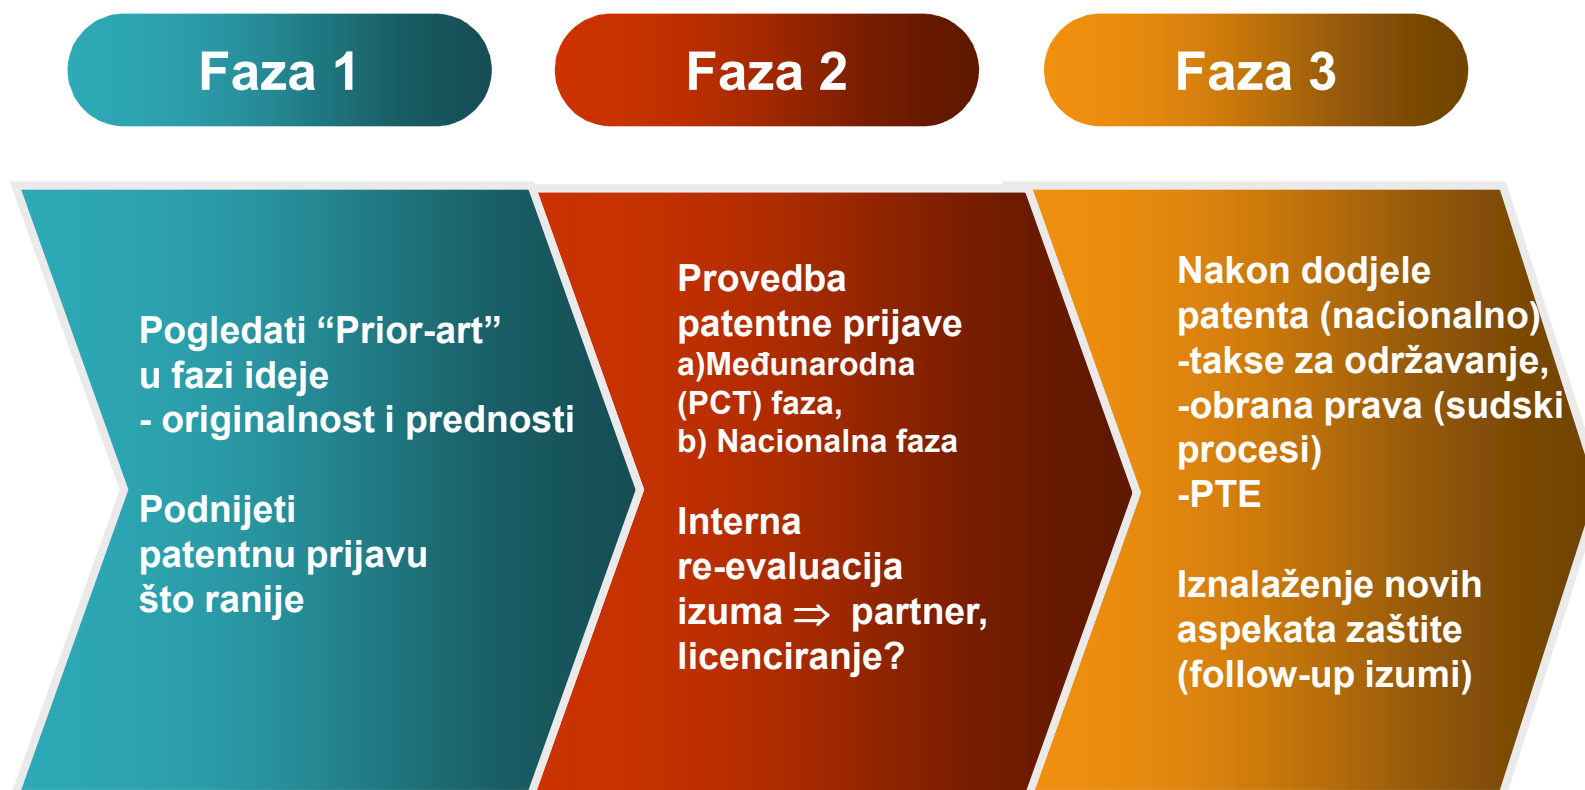 Faza 1
Faza 2
Faza 3
Pogledati “Prior-art”
u fazi ideje
- originalnost i prednosti
Podnijeti
patentnu prijavu
što ranije
Provedba
patentne prijave
a)Međunarodna
(PCT) faza,
b) Nacionalna faza
Interna
re-evaluacija
izuma ⇒ partner,
licenciranje?
Nakon dodjele
patenta (nacionalno)
-takse za održavanje,
-obrana prava (sudski
procesi)
-PTE
Iznalaženje novih
aspekata zaštite
(follow-up izumi)